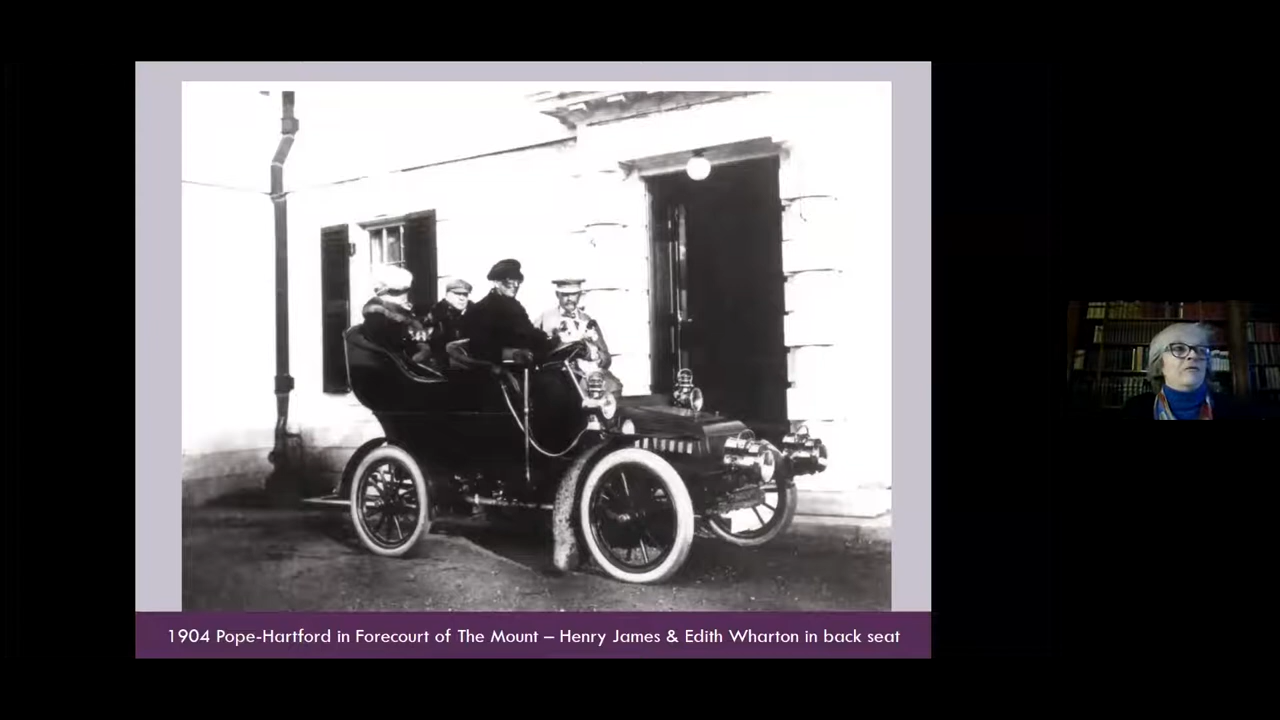 1904 Pope-Hartford in Forecourt of The Mount – Henry James & Edith Wharton in back seat